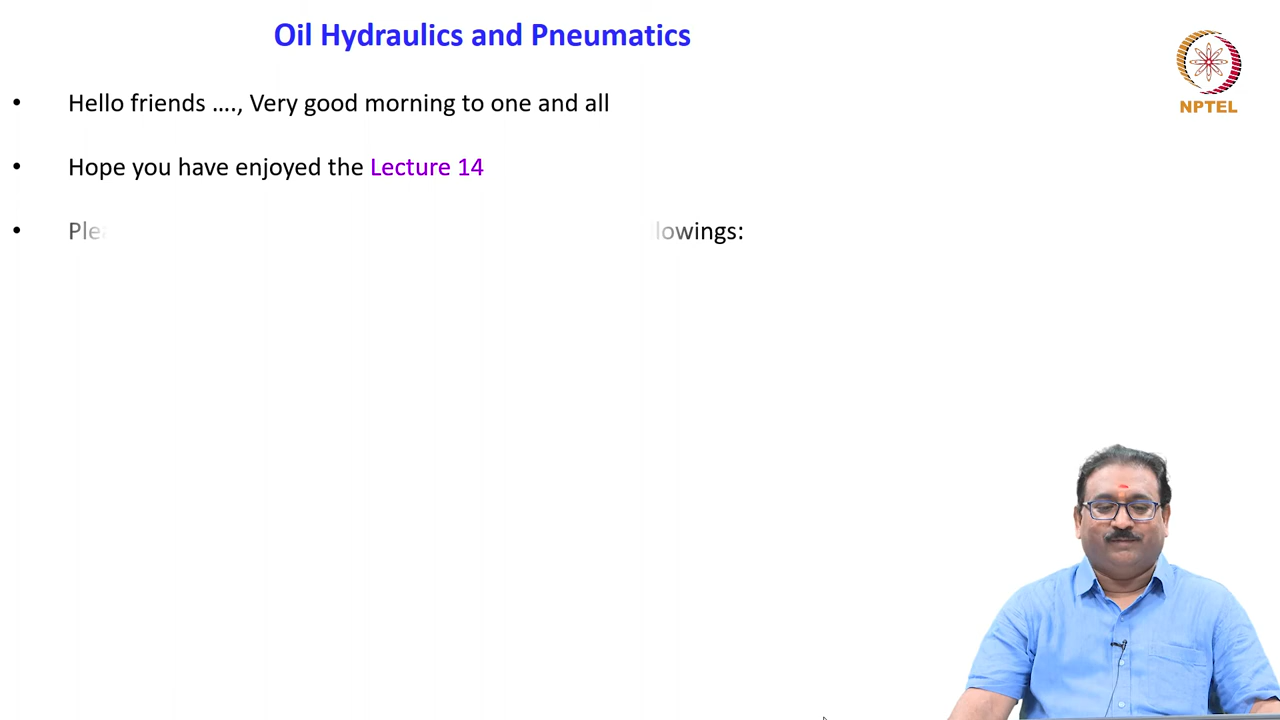 Oil Hydraulics and Pneumatics
NPTEL
• Hello friends …., Very good morning to one and all
• Hope you have enjoyed the Lecture 14